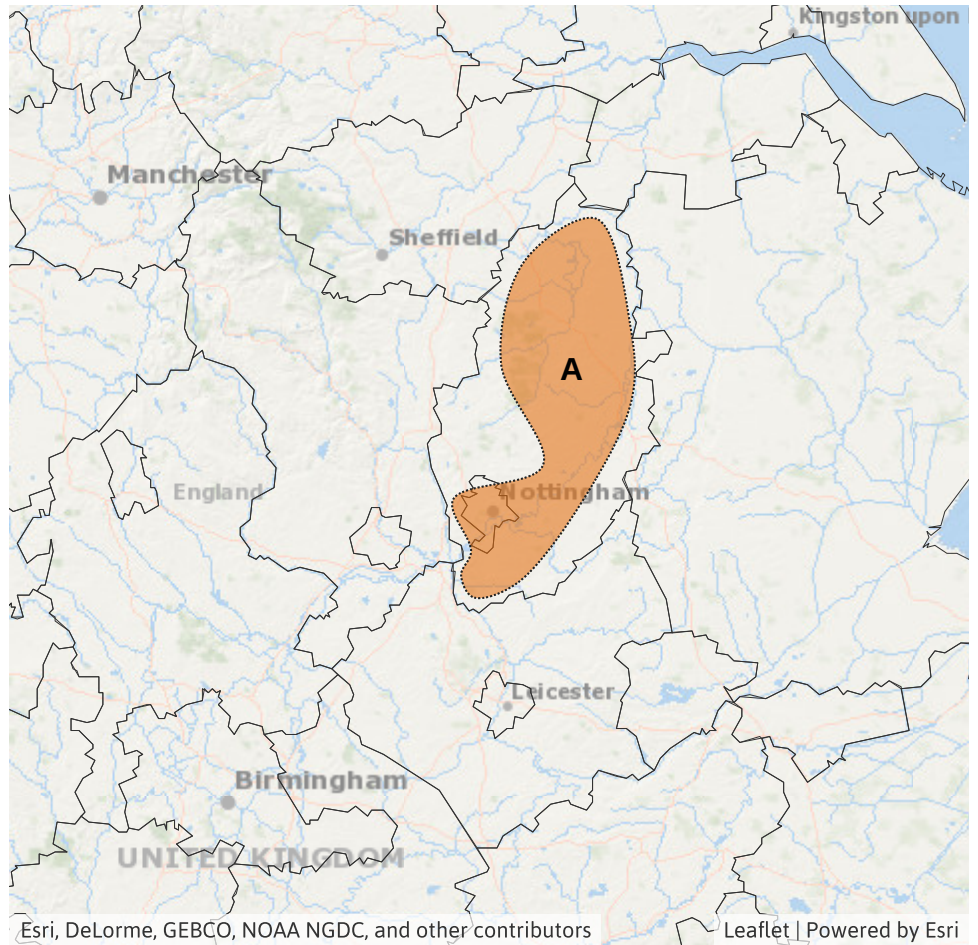 Kingston upon
Manchester
Sheffield
A
England
Nottingham
Leicester
Birmingham
UNITED KINGDOM
Esri, DeLorme, GEBCO, NOAA NGDC, and other contributors
Leaflet | Powered by Esri